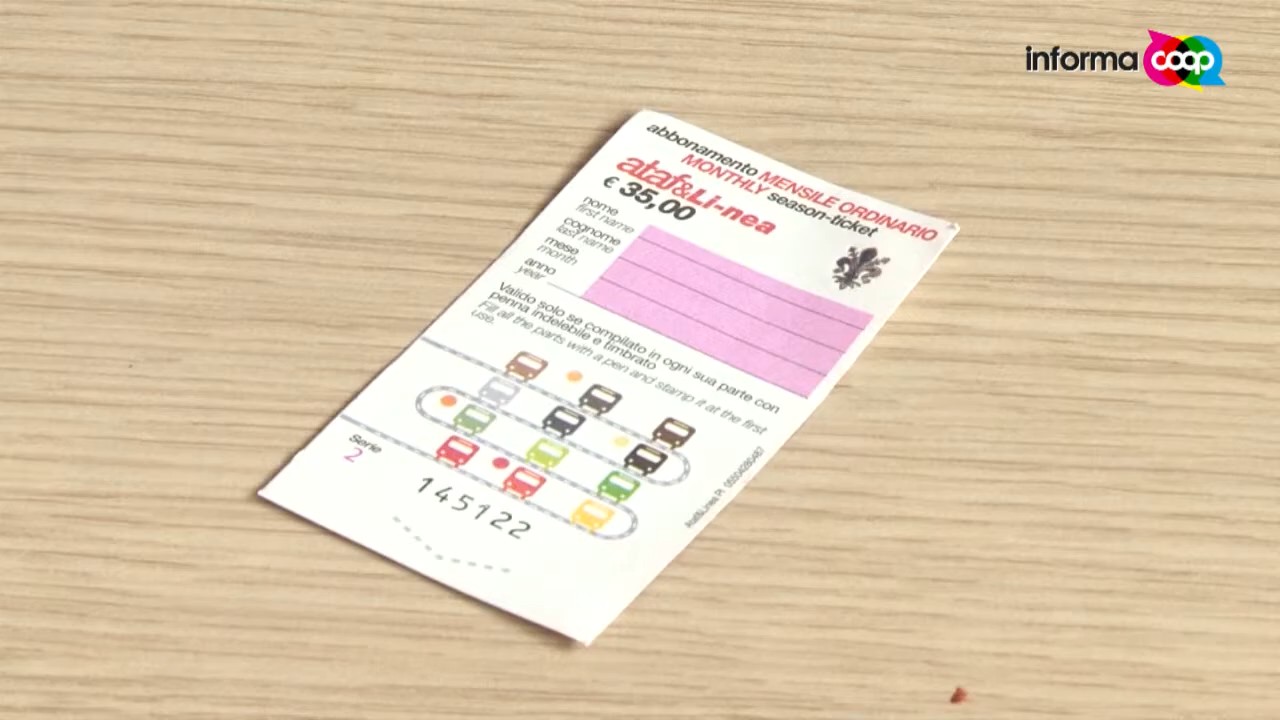 informa coop
abbonamento MENSILE ORDINARIO
MONTHLY season-ticket
ataf&Li-nea
€ 35,00
nome
first name
cognome
last name
mese
month
anno
year
Valido solo se compilato in ogni sua parte con
penna indelebile e timbrato
Fill all the parts with a pen and stamp it at the first
use.
Serie
2
145122